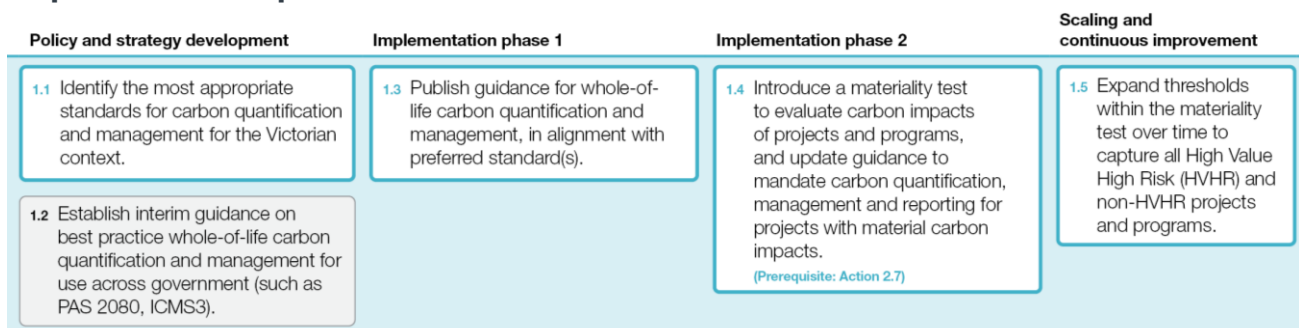 Policy and strategy development
Implementation phase 1
Implementation phase 2
Scaling and
continuous improvement
1.1 Identify the most appropriate
standards for carbon quantification
and management for the Victorian
context.
1.2 Establish interim guidance on
best practice whole-of-life carbon
quantification and management for
use across government (such as
PAS 2080, ICMS3).
1.3 Publish guidance for whole-of-
life carbon quantification and
management, in alignment with
preferred standard(s).
1.4 Introduce a materiality test
to evaluate carbon impacts
of projects and programs,
and update guidance to
mandate carbon quantification,
management and reporting for
projects with material carbon
impacts.
(Prerequisite: Action 2.7)
1.5 Expand thresholds
within the materiality
test over time to
capture all High Value
High Risk (HVHR) and
non-HVHR projects
and programs.